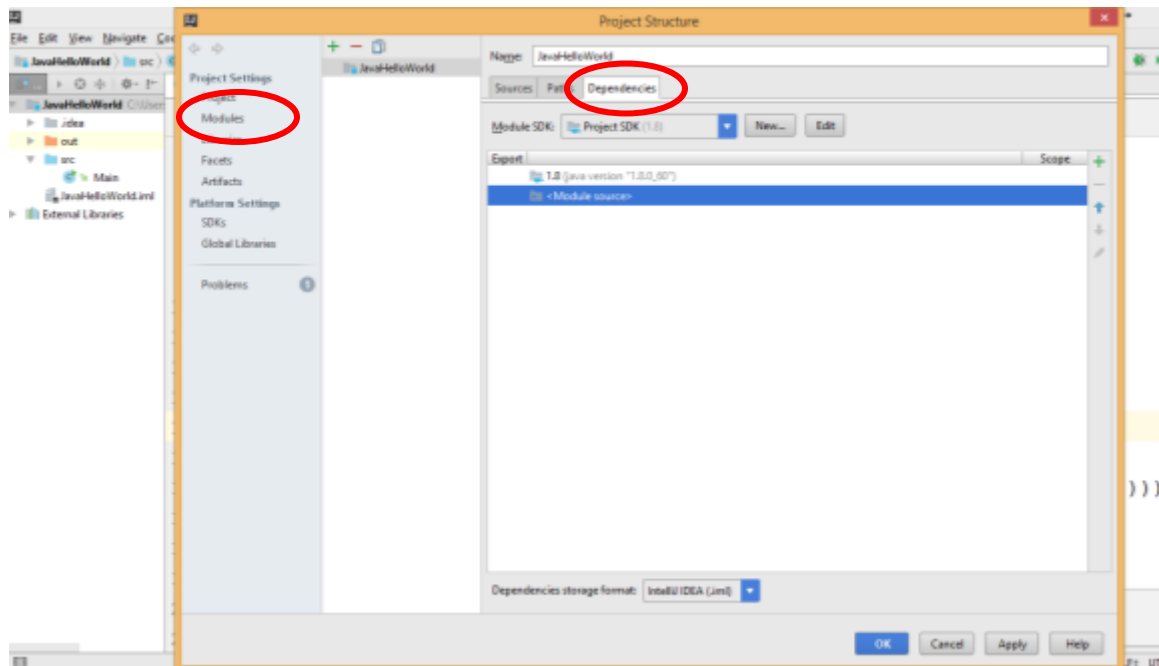 Project Structure
File Edit View Navigate
JavaHelloWorld src
JavaHelloWorld
.idea
out
src
Main
JavaHelloWorld.iml
External Libraries
Project Settings
Project
Modules
Facets
Artifacts
Platform Settings
SDKs
Global Libraries
Problems
JavaHelloWorld
Name: JavaHelloWorld
Sources Dependencies
Module SDK: Project SDK (1.8) New... Edit
Export Scope
1.8 (java version "1.8.0_60")
<Module source>
Dependencies storage format: IntelliJ IDEA (.iml)
OK Cancel Apply Help
)))